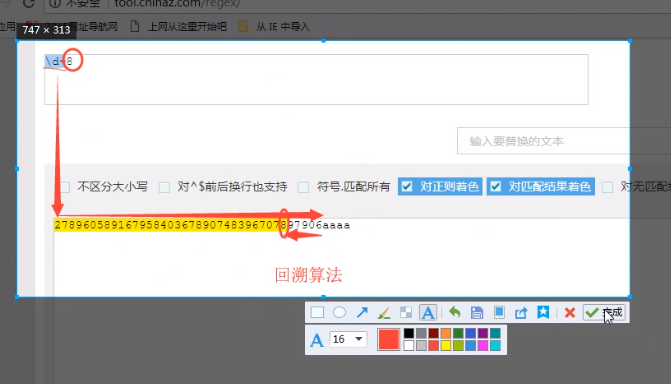 不安全 | tool.chinaz.com/regex/
747 × 313
应用
网址导航网 上网从这里开始吧 从 IE 中导入
\d+8
输入要替换的文本
不区分大小写 对^$前后换行也支持 符号.匹配所有 对正则着色 对匹配结果着色 对无匹配
27896058916795840367890748396707897906aaaa
回溯算法
A 完成
A 16